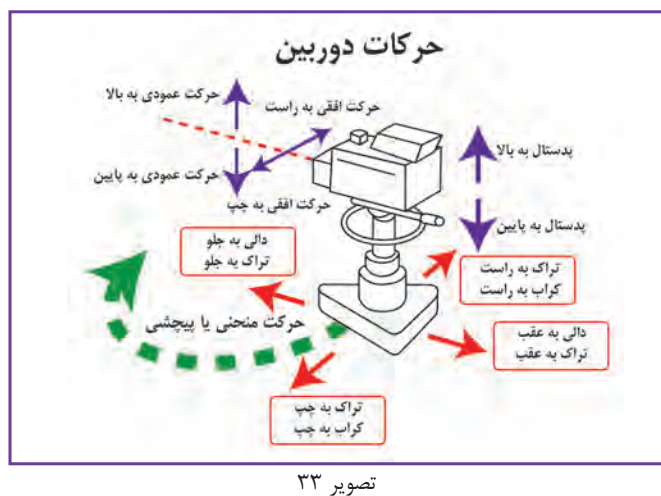 حرکات دوربین
حرکت عمودی به بالا
حرکت افقی به راست
پدستال به بالا
حرکت عمودی به پایین
حرکت افقی به چپ
پدستال به پایین
دالی به جلو
تراک به جلو
تراک به راست
کراب به راست
حرکت منحنی یا پیچشی
دالی به عقب
تراک به عقب
تراک به چپ
کراب به چپ
تصویر ۳۳